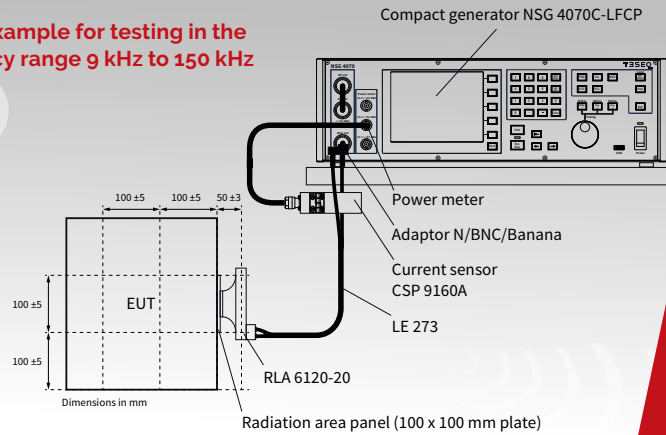 xample for testing in the
cy range 9 kHz to 150 kHz
Compact generator NSG 4070C-LFCP
NSG 4070
TESEQ
Power meter
Adaptor N/BNC/Banana
Current sensor
CSP 9160A
LE 273
100 ±5 100 ±5 50 ±3
100 ±5
EUT
100 ±5
RLA 6120-20
Dimensions in mm
Radiation area panel (100 x 100 mm plate)